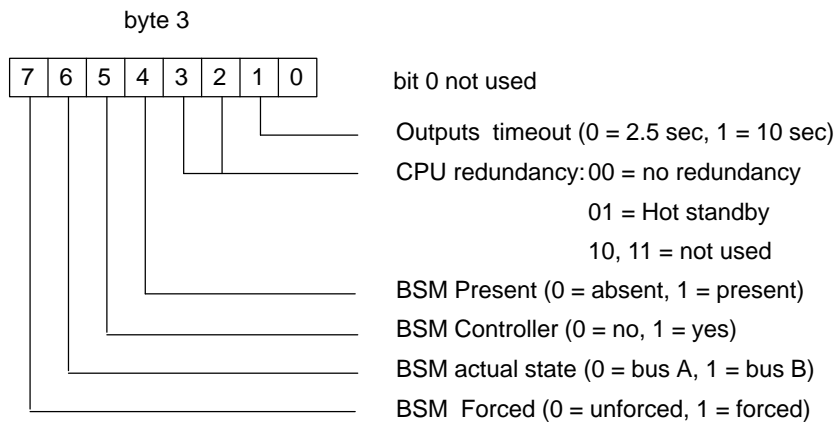 byte 3
7 6 5 4 3 2 1 0
bit 0 not used
Outputs timeout (0 = 2.5 sec, 1 = 10 sec)
CPU redundancy: 00 = no redundancy
01 = Hot standby
10, 11 = not used
BSM Present (0 = absent, 1 = present)
BSM Controller (0 = no, 1 = yes)
BSM actual state (0 = bus A, 1 = bus B)
BSM Forced (0 = unforced, 1 = forced)